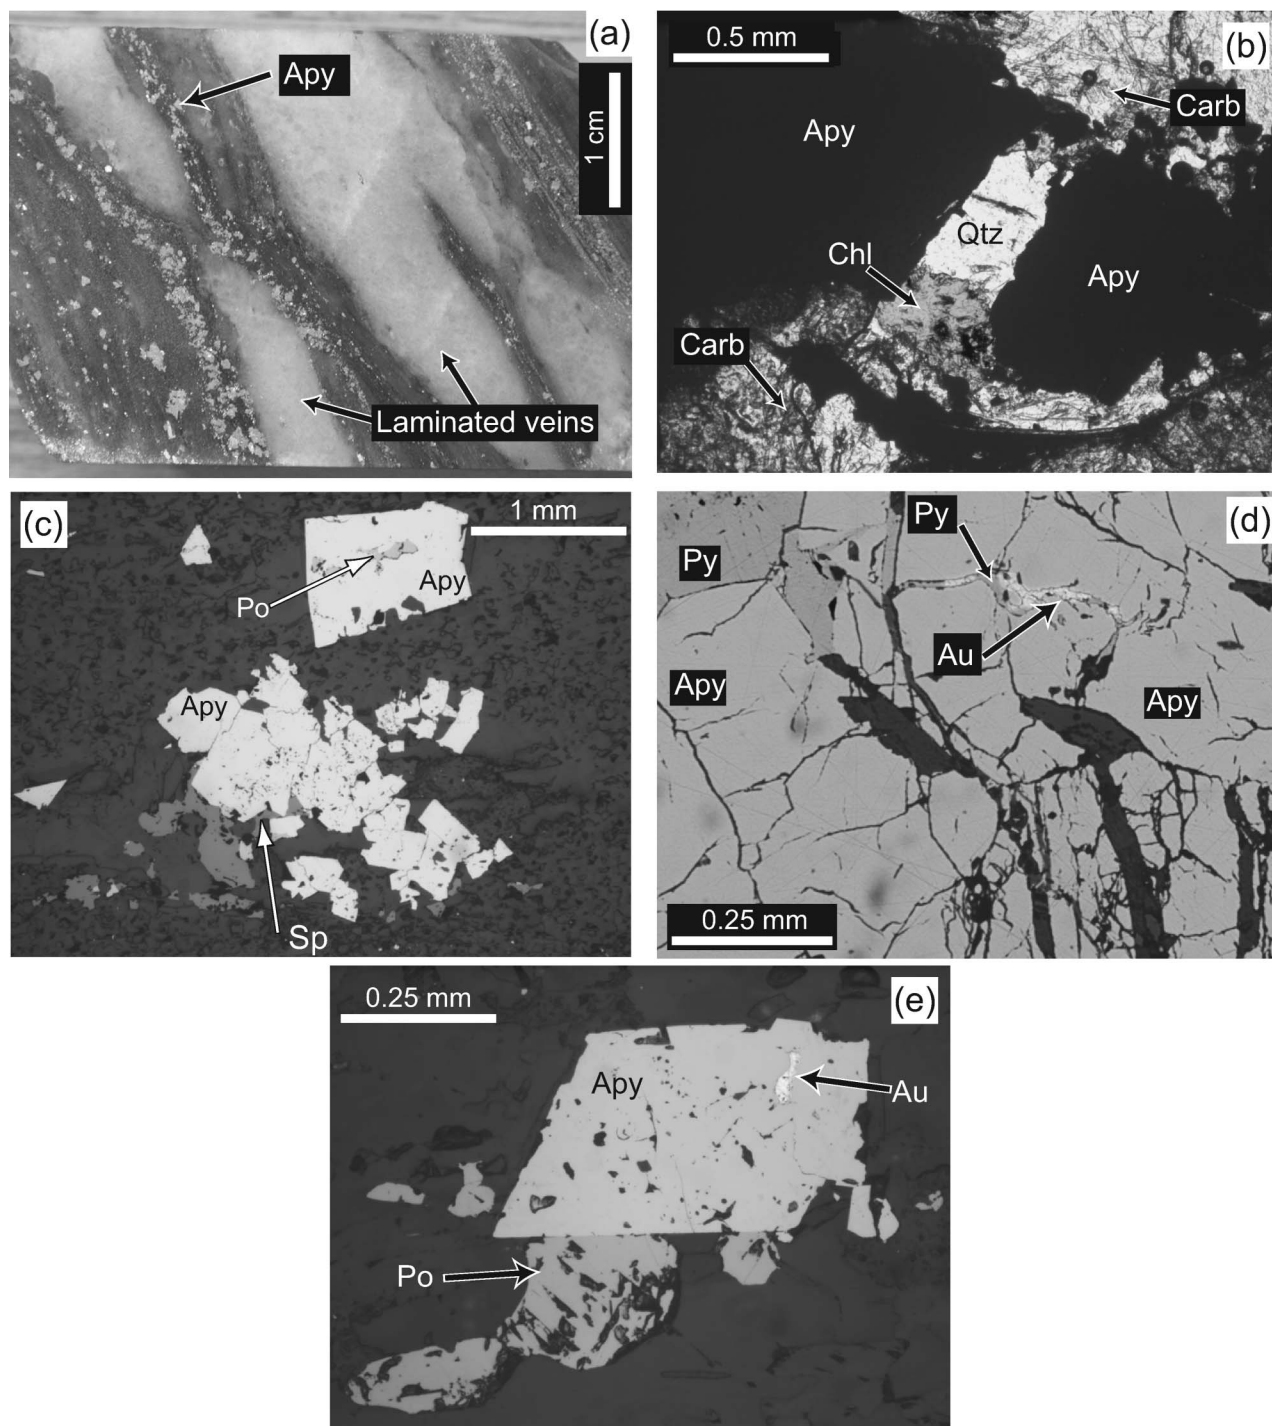 (a)
Apy
1 cm
Laminated veins
(b)
0.5 mm
Carb
Apy
Qtz
Chl
Apy
Carb
(c)
1 mm
Po
Apy
Apy
Sp
(d)
Py
Py
Au
Apy
Apy
0.25 mm
(e)
0.25 mm
Apy
Au
Po